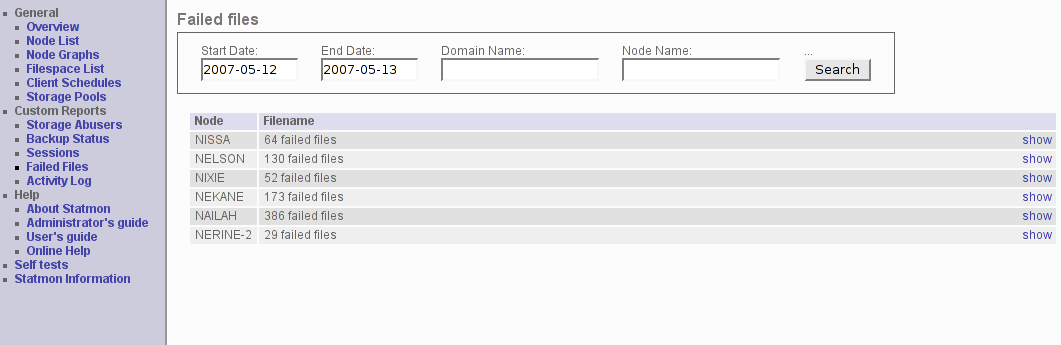 General
Overview
Node List
Node Graphs
Filespace List
Client Schedules
Storage Pools
Custom Reports
Storage Abusers
Backup Status
Sessions
Failed Files
Activity Log
Help
About Statmon
Administrator's guide
User's guide
Online Help
Self tests
Statmon Information
Failed files
Start Date: End Date: Domain Name: Node Name: ...
2007-05-12 2007-05-13 Search
Node Filename
NISSA 64 failed files show
NELSON 130 failed files show
NIXIE 52 failed files show
NEKANE 173 failed files show
NAILAH 386 failed files show
NERINE-2 29 failed files show